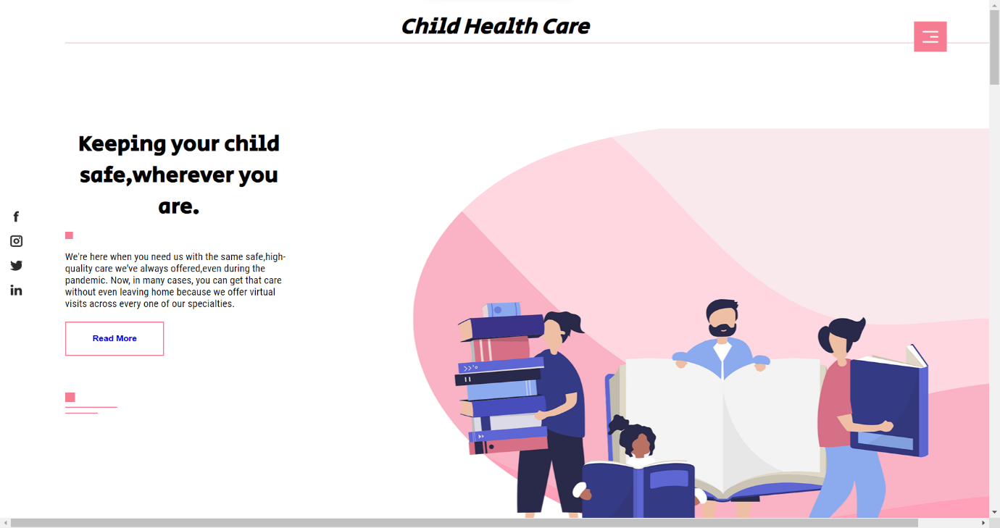 Child Health Care
Keeping your child
safe,wherever you
are.
We're here when you need us with the same safe,high-
quality care we've always offered,even during the
pandemic. Now, in many cases, you can get that care
without even leaving home because we offer virtual
visits across every one of our specialties.
Read More